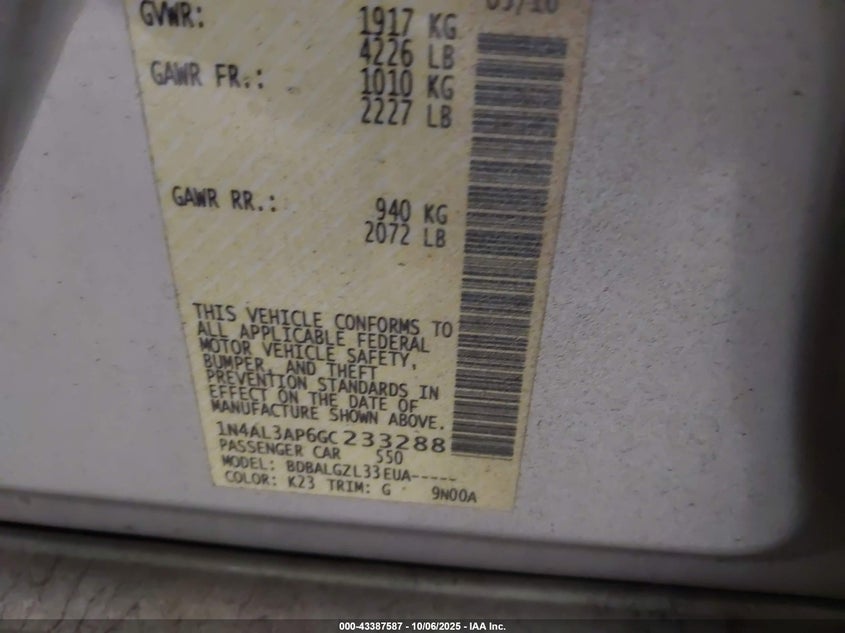 GVWR: 1917 KG
4226 LB
GAWR FR.: 1010 KG
2227 LB
GAWR RR.: 940 KG
2072 LB
THIS VEHICLE CONFORMS TO
ALL APPLICABLE FEDERAL
MOTOR VEHICLE SAFETY,
BUMPER, AND THEFT
PREVENTION STANDARDS IN
EFFECT ON THE DATE OF
MANUFACTURE SHOWN ABOVE.
1N4AL3AP6GC233288
PASSENGER CAR 550
MODEL: BDBALGZL33EUA-----
COLOR: K23 TRIM: G 9N00A
000-43387587 - 10/06/2025 - IAA Inc.